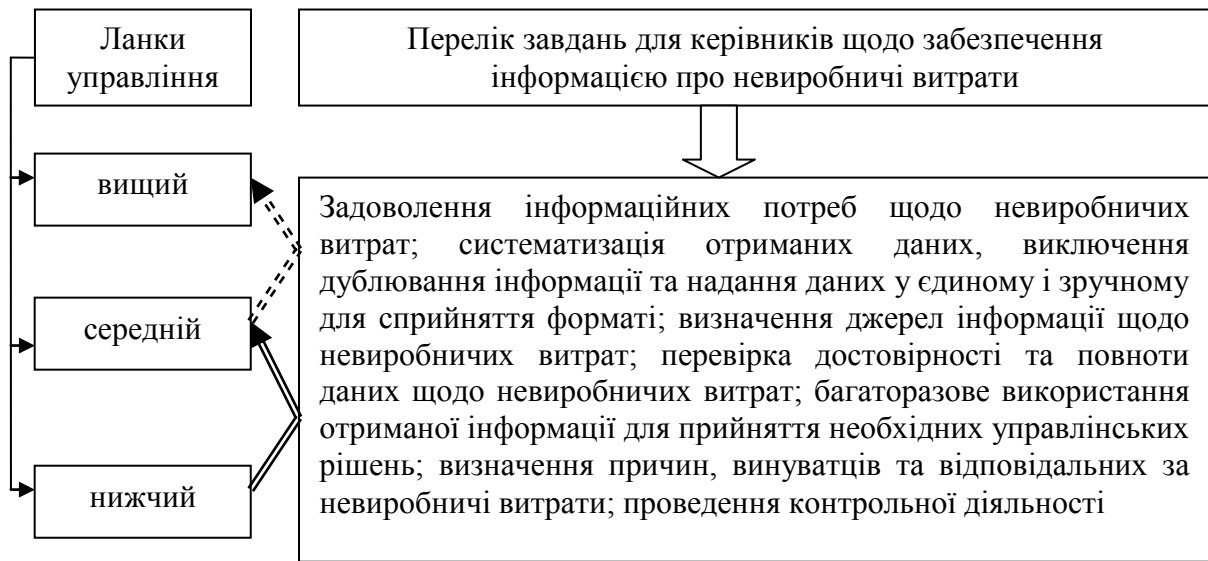 Ланки
управління
Перелік завдань для керівників щодо забезпечення
інформацією про невиробничі витрати
вищий
середній
нижчий
Задоволення інформаційних потреб щодо невиробничих
витрат; систематизація отриманих даних, виключення
дублювання інформації та надання даних у єдиному і зручному
для сприйняття форматі; визначення джерел інформації щодо
невиробничих витрат; перевірка достовірності та повноти
даних щодо невиробничих витрат; багаторазове використання
отриманої інформації для прийняття необхідних управлінських
рішень; визначення причин, винуватців та відповідальних за
невиробничі витрати; проведення контрольної діяльності